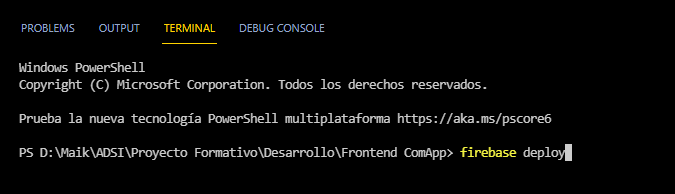 PROBLEMS OUTPUT TERMINAL DEBUG CONSOLE
Windows PowerShell
Copyright (C) Microsoft Corporation. Todos los derechos reservados.
Prueba la nueva tecnología PowerShell multiplataforma https://aka.ms/pscore6
PS D:\Maik\ADSI\Proyecto Formativo\Desarrollo\Frontend ComApp> firebase deploy